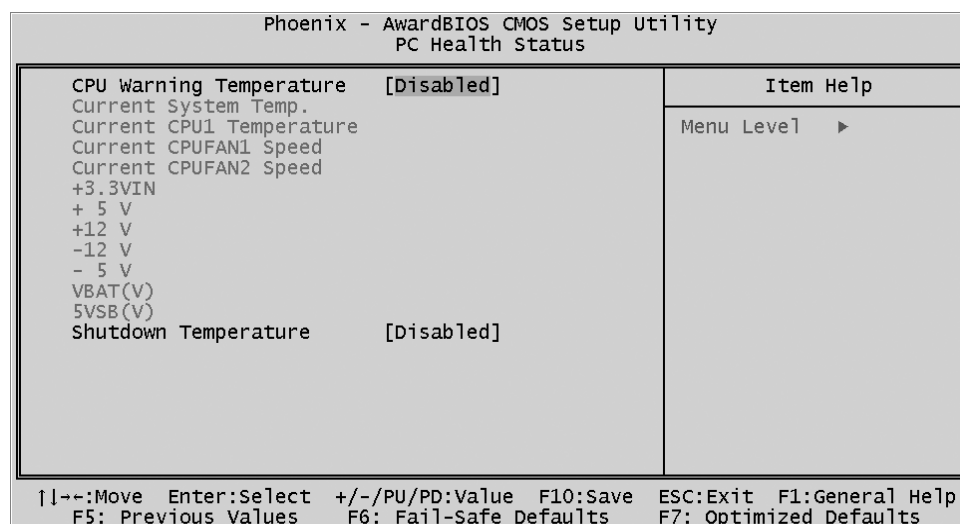 Phoenix - AwardBIOS CMOS Setup Utility
PC Health Status
CPU Warning Temperature [Disabled]
Current System Temp.
Current CPU1 Temperature
Current CPUFAN1 Speed
Current CPUFAN2 Speed
+3.3VIN
+ 5 V
+12 V
-12 V
- 5 V
VBAT(V)
5VSB(V)
Shutdown Temperature [Disabled]
Item Help
Menu Level ▶
↑↓→←:Move Enter:Select +/-/PU/PD:Value F10:Save ESC:Exit F1:General Help
F5: Previous Values F6: Fail-Safe Defaults F7: Optimized Defaults